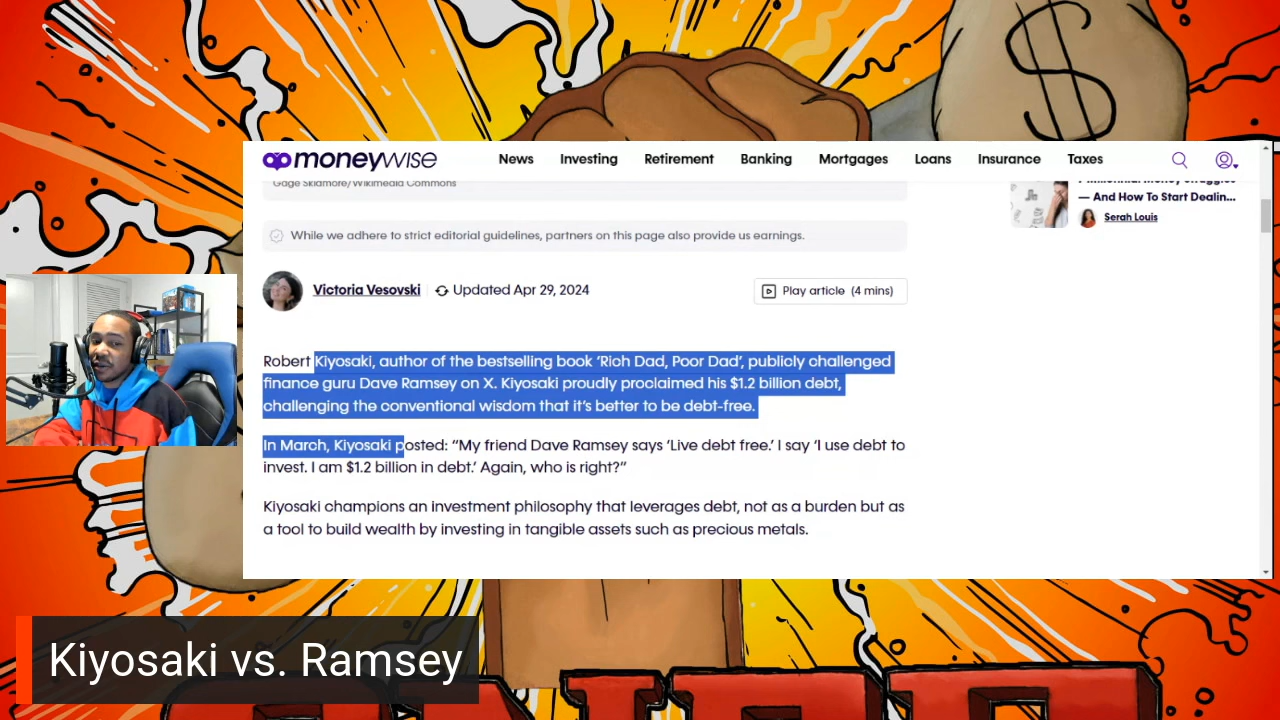 $
moneywise
News Investing Retirement Banking Mortgages Loans Insurance Taxes
Gage Skidmore/Wikimedia Commons
— And How To Start Dealin...
Serah Louis
While we adhere to strict editorial guidelines, partners on this page also provide us earnings.
Victoria Vesovski Updated Apr 29, 2024
Play article (4 mins)
Robert Kiyosaki, author of the bestselling book ‘Rich Dad, Poor Dad’, publicly challenged
finance guru Dave Ramsey on X. Kiyosaki proudly proclaimed his $1.2 billion debt,
challenging the conventional wisdom that it’s better to be debt-free.
In March, Kiyosaki posted: “My friend Dave Ramsey says ‘Live debt free.’ I say ‘I use debt to
invest. I am $1.2 billion in debt.’ Again, who is right?”
Kiyosaki champions an investment philosophy that leverages debt, not as a burden but as
a tool to build wealth by investing in tangible assets such as precious metals.
Kiyosaki vs. Ramsey